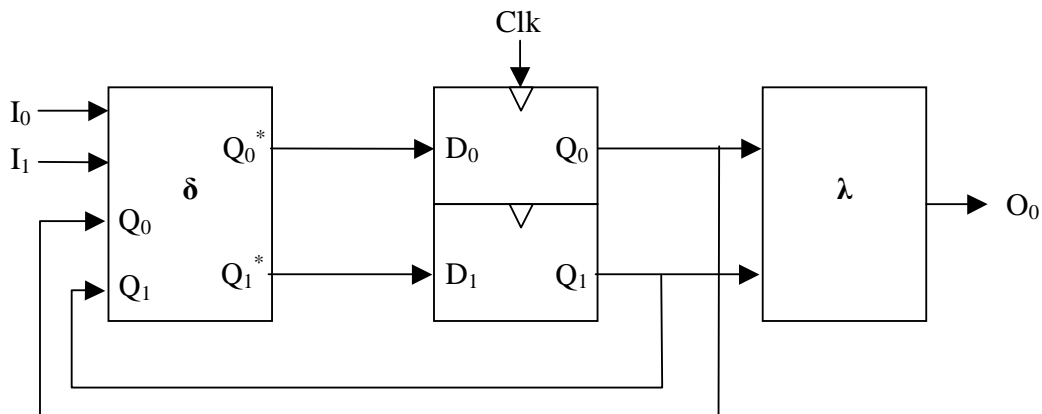 Clk
I₀
I₁
Q₀*
D₀
Q₀
δ
λ
O₀
Q₀
Q₁
Q₁*
D₁
Q₁